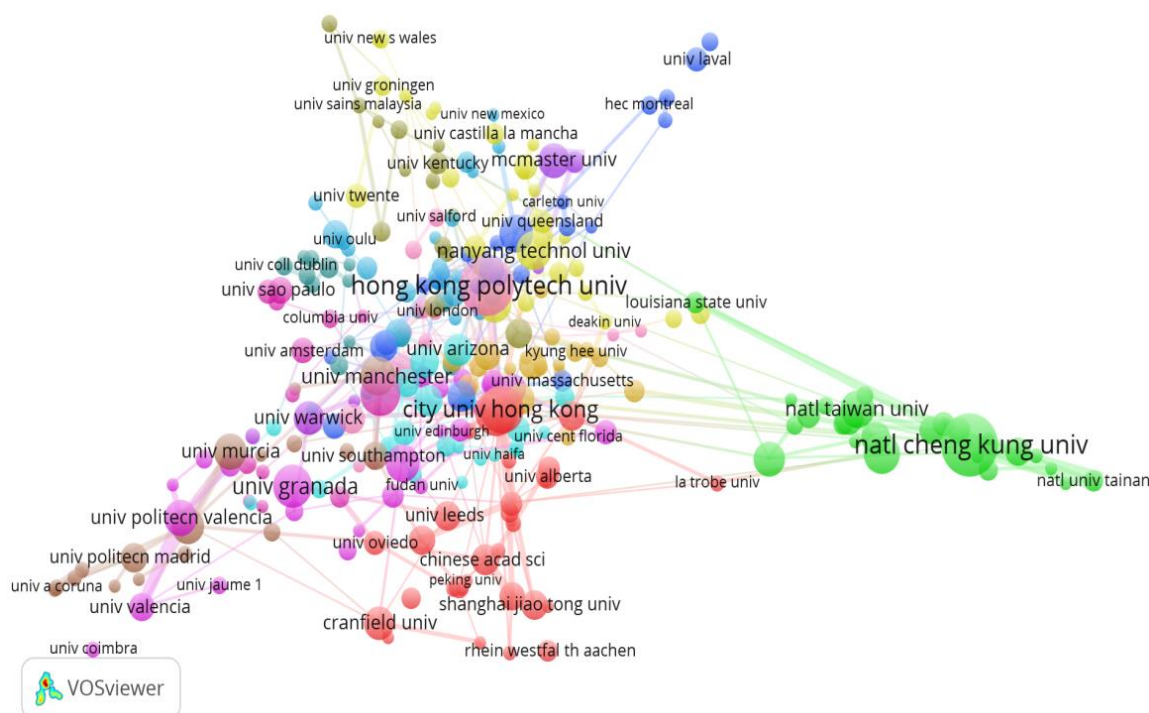 univ new s wales
univ laval
univ groningen
univ sains malaysia
hec montreal
univ new mexico
univ castilla la mancha
univ kentucky
mcmaster univ
univ twente
carleton univ
univ salford
univ queensland
univ oulu
nanyang technol univ
univ coll dublin
univ sao paulo
hong kong polytech univ
louisiana state univ
univ london
columbia univ
deakin univ
univ amsterdam
univ arizona
kyung hee univ
univ manchester
univ massachusetts
univ warwick
city univ hong kong
natl taiwan univ
univ edinburgh
univ cent florida
natl cheng kung univ
univ murcia
univ southampton
univ haifa
univ alberta
la trobe univ
natl univ tainan
univ granada
fudan univ
univ politecn valencia
univ leeds
univ oviedo
univ politecn madrid
chinese acad sci
univ a coruna
univ jaume 1
peking univ
univ valencia
shanghai jiao tong univ
cranfield univ
univ coimbra
rhein westfal th aachen
VOSviewer